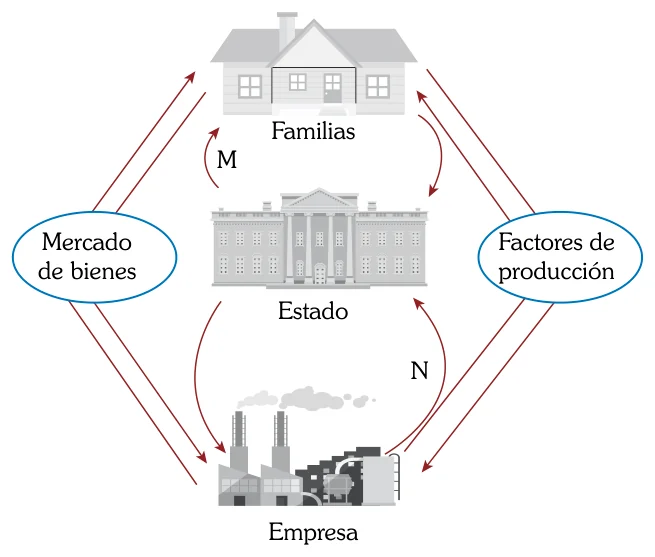 Familias
M
Mercado
de bienes
Factores de
producción
Estado
N
Empresa